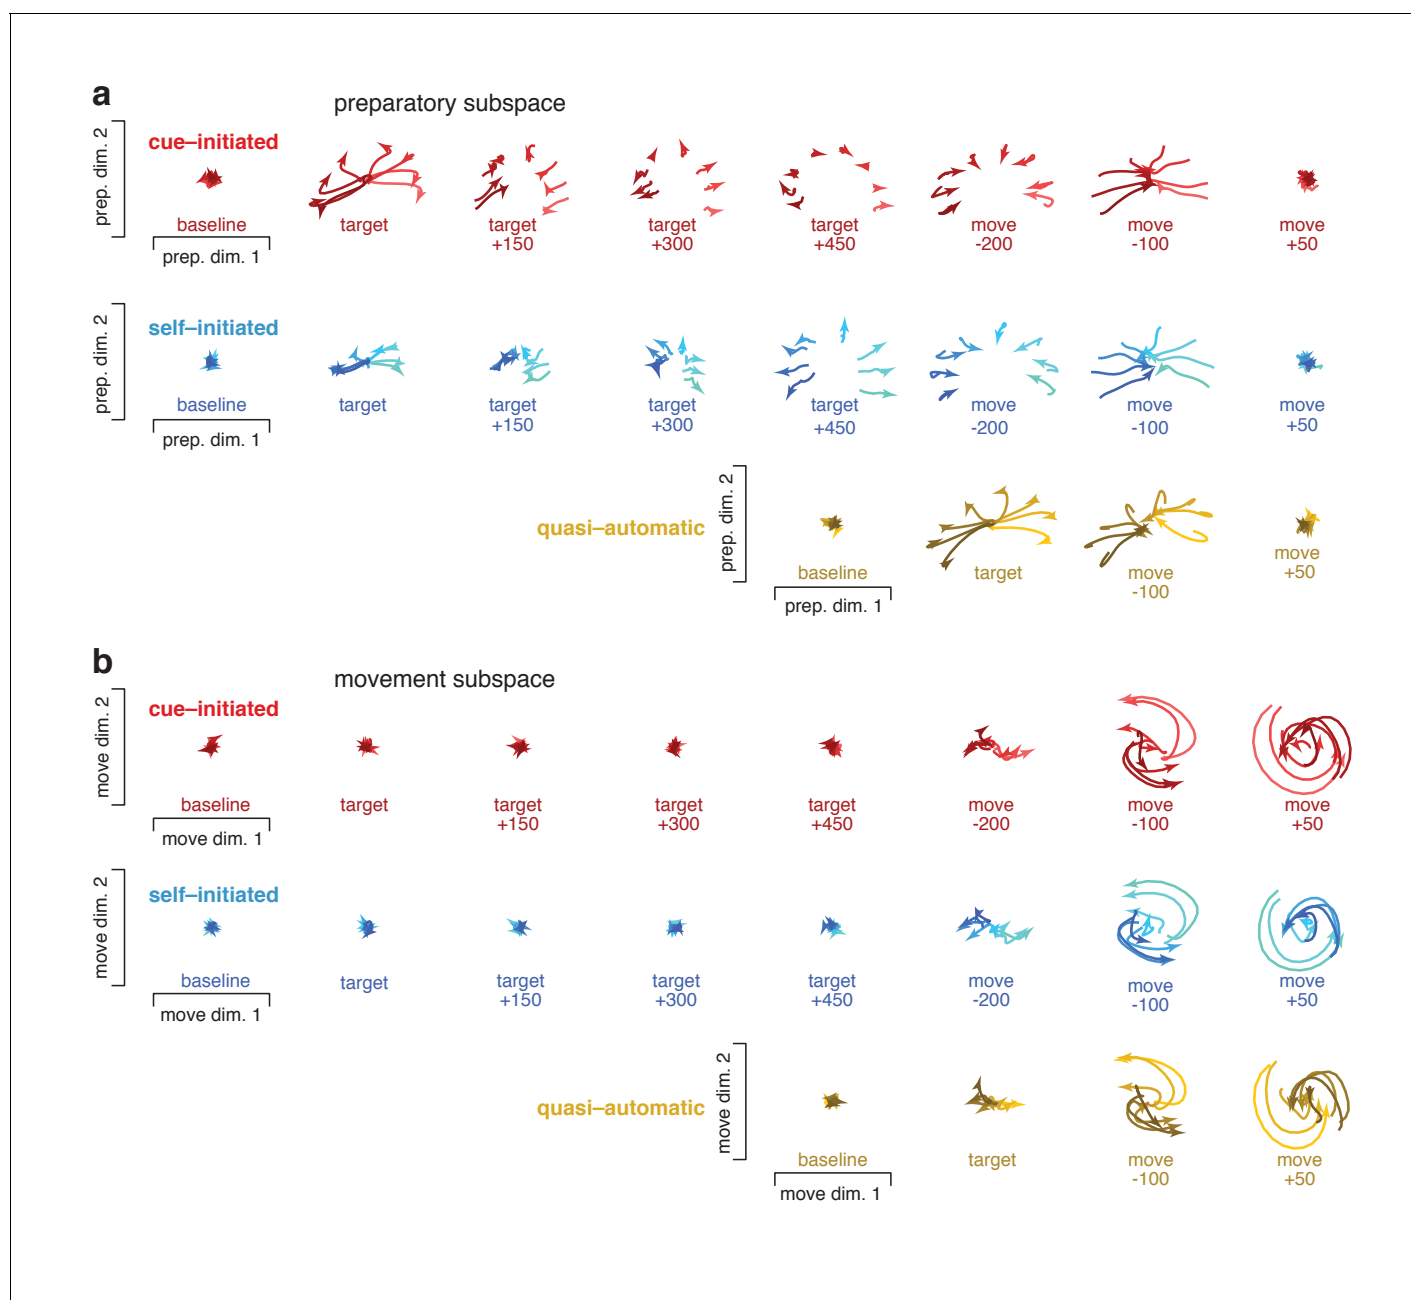 a
preparatory subspace
prep. dim. 2
cue–initiated
baseline
target
target
+150
target
+300
target
+450
move
-200
move
-100
move
+50
prep. dim. 1
prep. dim. 2
self–initiated
baseline
target
target
+150
target
+300
target
+450
move
-200
move
-100
move
+50
prep. dim. 1
quasi–automatic
prep. dim. 2
baseline
target
move
-100
move
+50
prep. dim. 1
b
movement subspace
move dim. 2
cue–initiated
baseline
target
target
+150
target
+300
target
+450
move
-200
move
-100
move
+50
move dim. 1
move dim. 2
self–initiated
baseline
target
target
+150
target
+300
target
+450
move
-200
move
-100
move
+50
move dim. 1
quasi–automatic
move dim. 2
baseline
target
move
-100
move
+50
move dim. 1